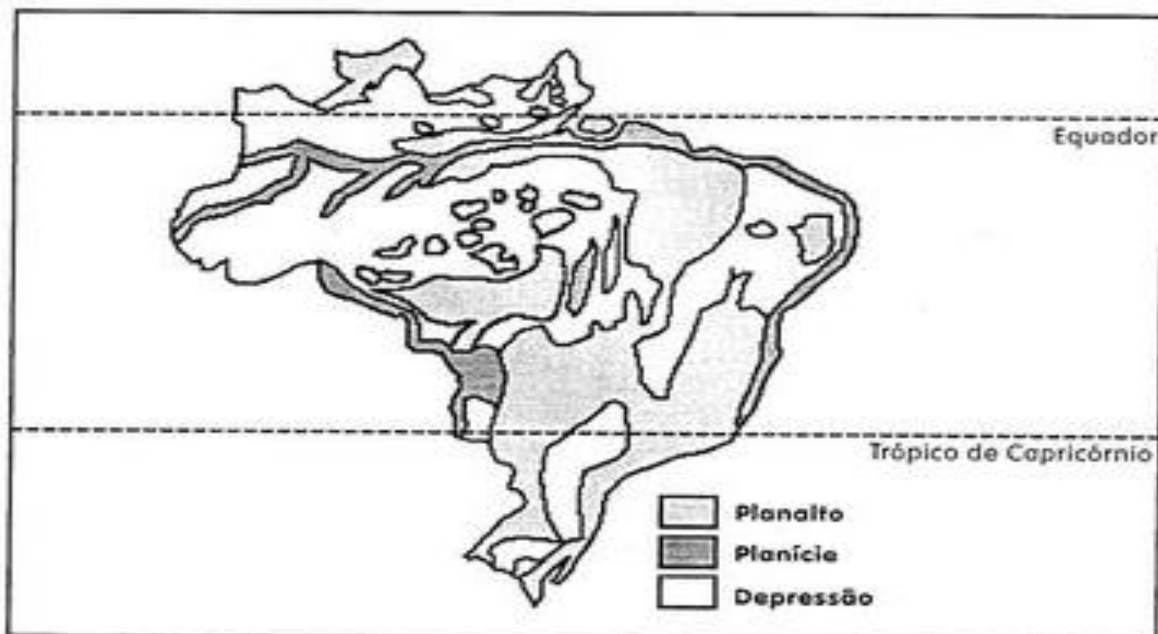 Equador
Trópico de Capricórnio
Planalto
Planície
Depressão